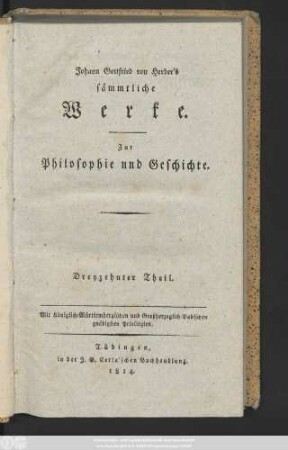 Johann Gottfried von Herder's
sämmtliche
Werke.
Zur
Philosophie und Geschichte.
Dreyzehnter Theil.
Mit Königlich-Würtembergischen und Großherzoglich-Badischen
gnädigsten Privilegien.
Tübingen,
in der J. G. Cotta'schen Buchhandlung.
1814.